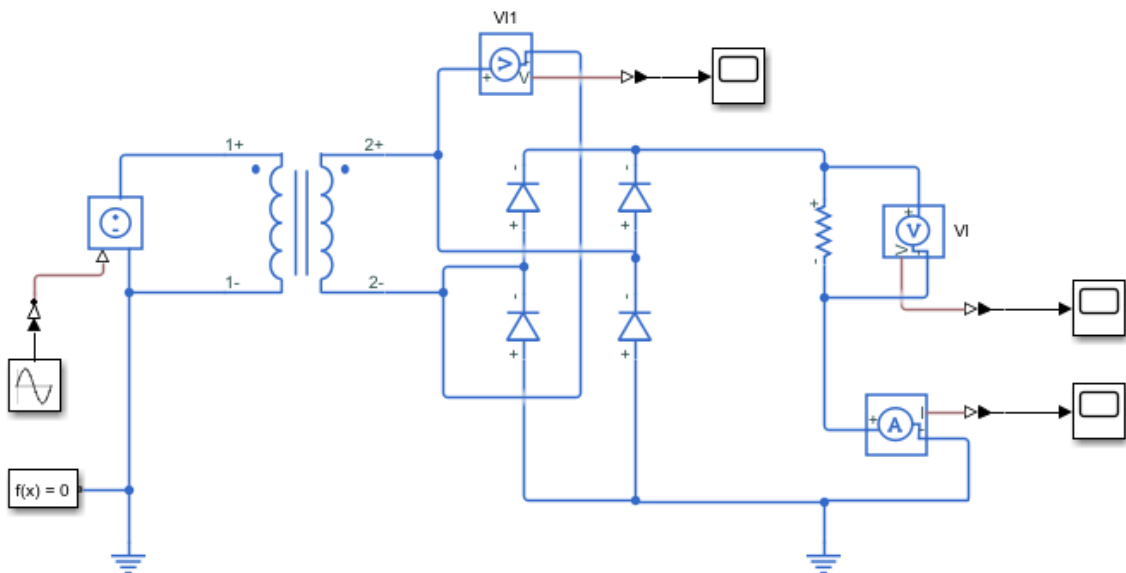 VI1
+
V
V
1+
2+
-
-
+
+
+
V
+
-
VI
V
-
+
-
1-
2-
-
-
+
+
+
A
I
-
f(x) = 0